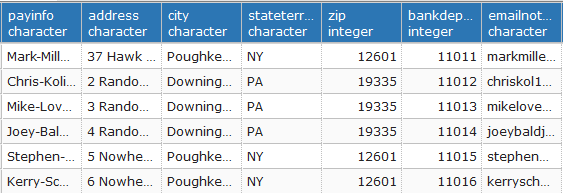 payinfo address city stateterr... zip bankdep... emailnot...
character character character character integer integer character
Mark-Mill... 37 Hawk ... Poughke... NY 12601 11011 markmille...
Chris-Koli... 2 Rando... Downing... PA 19335 11012 chriskol1...
Mike-Lov... 3 Rando... Downing... PA 19335 11013 mikelove...
Joey-Bal... 4 Rando... Downing... PA 19335 11014 joeybaldj...
Stephen-... 5 Nowhe... Poughke... NY 12601 11015 stephen...
Kerry-Sc... 6 Nowhe... Poughke... NY 12601 11016 kerrysch...